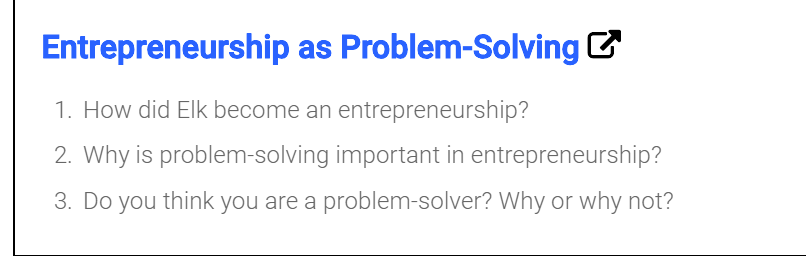 Entrepreneurship as Problem-Solving
1. How did Elk become an entrepreneurship?
2. Why is problem-solving important in entrepreneurship?
3. Do you think you are a problem-solver? Why or why not?